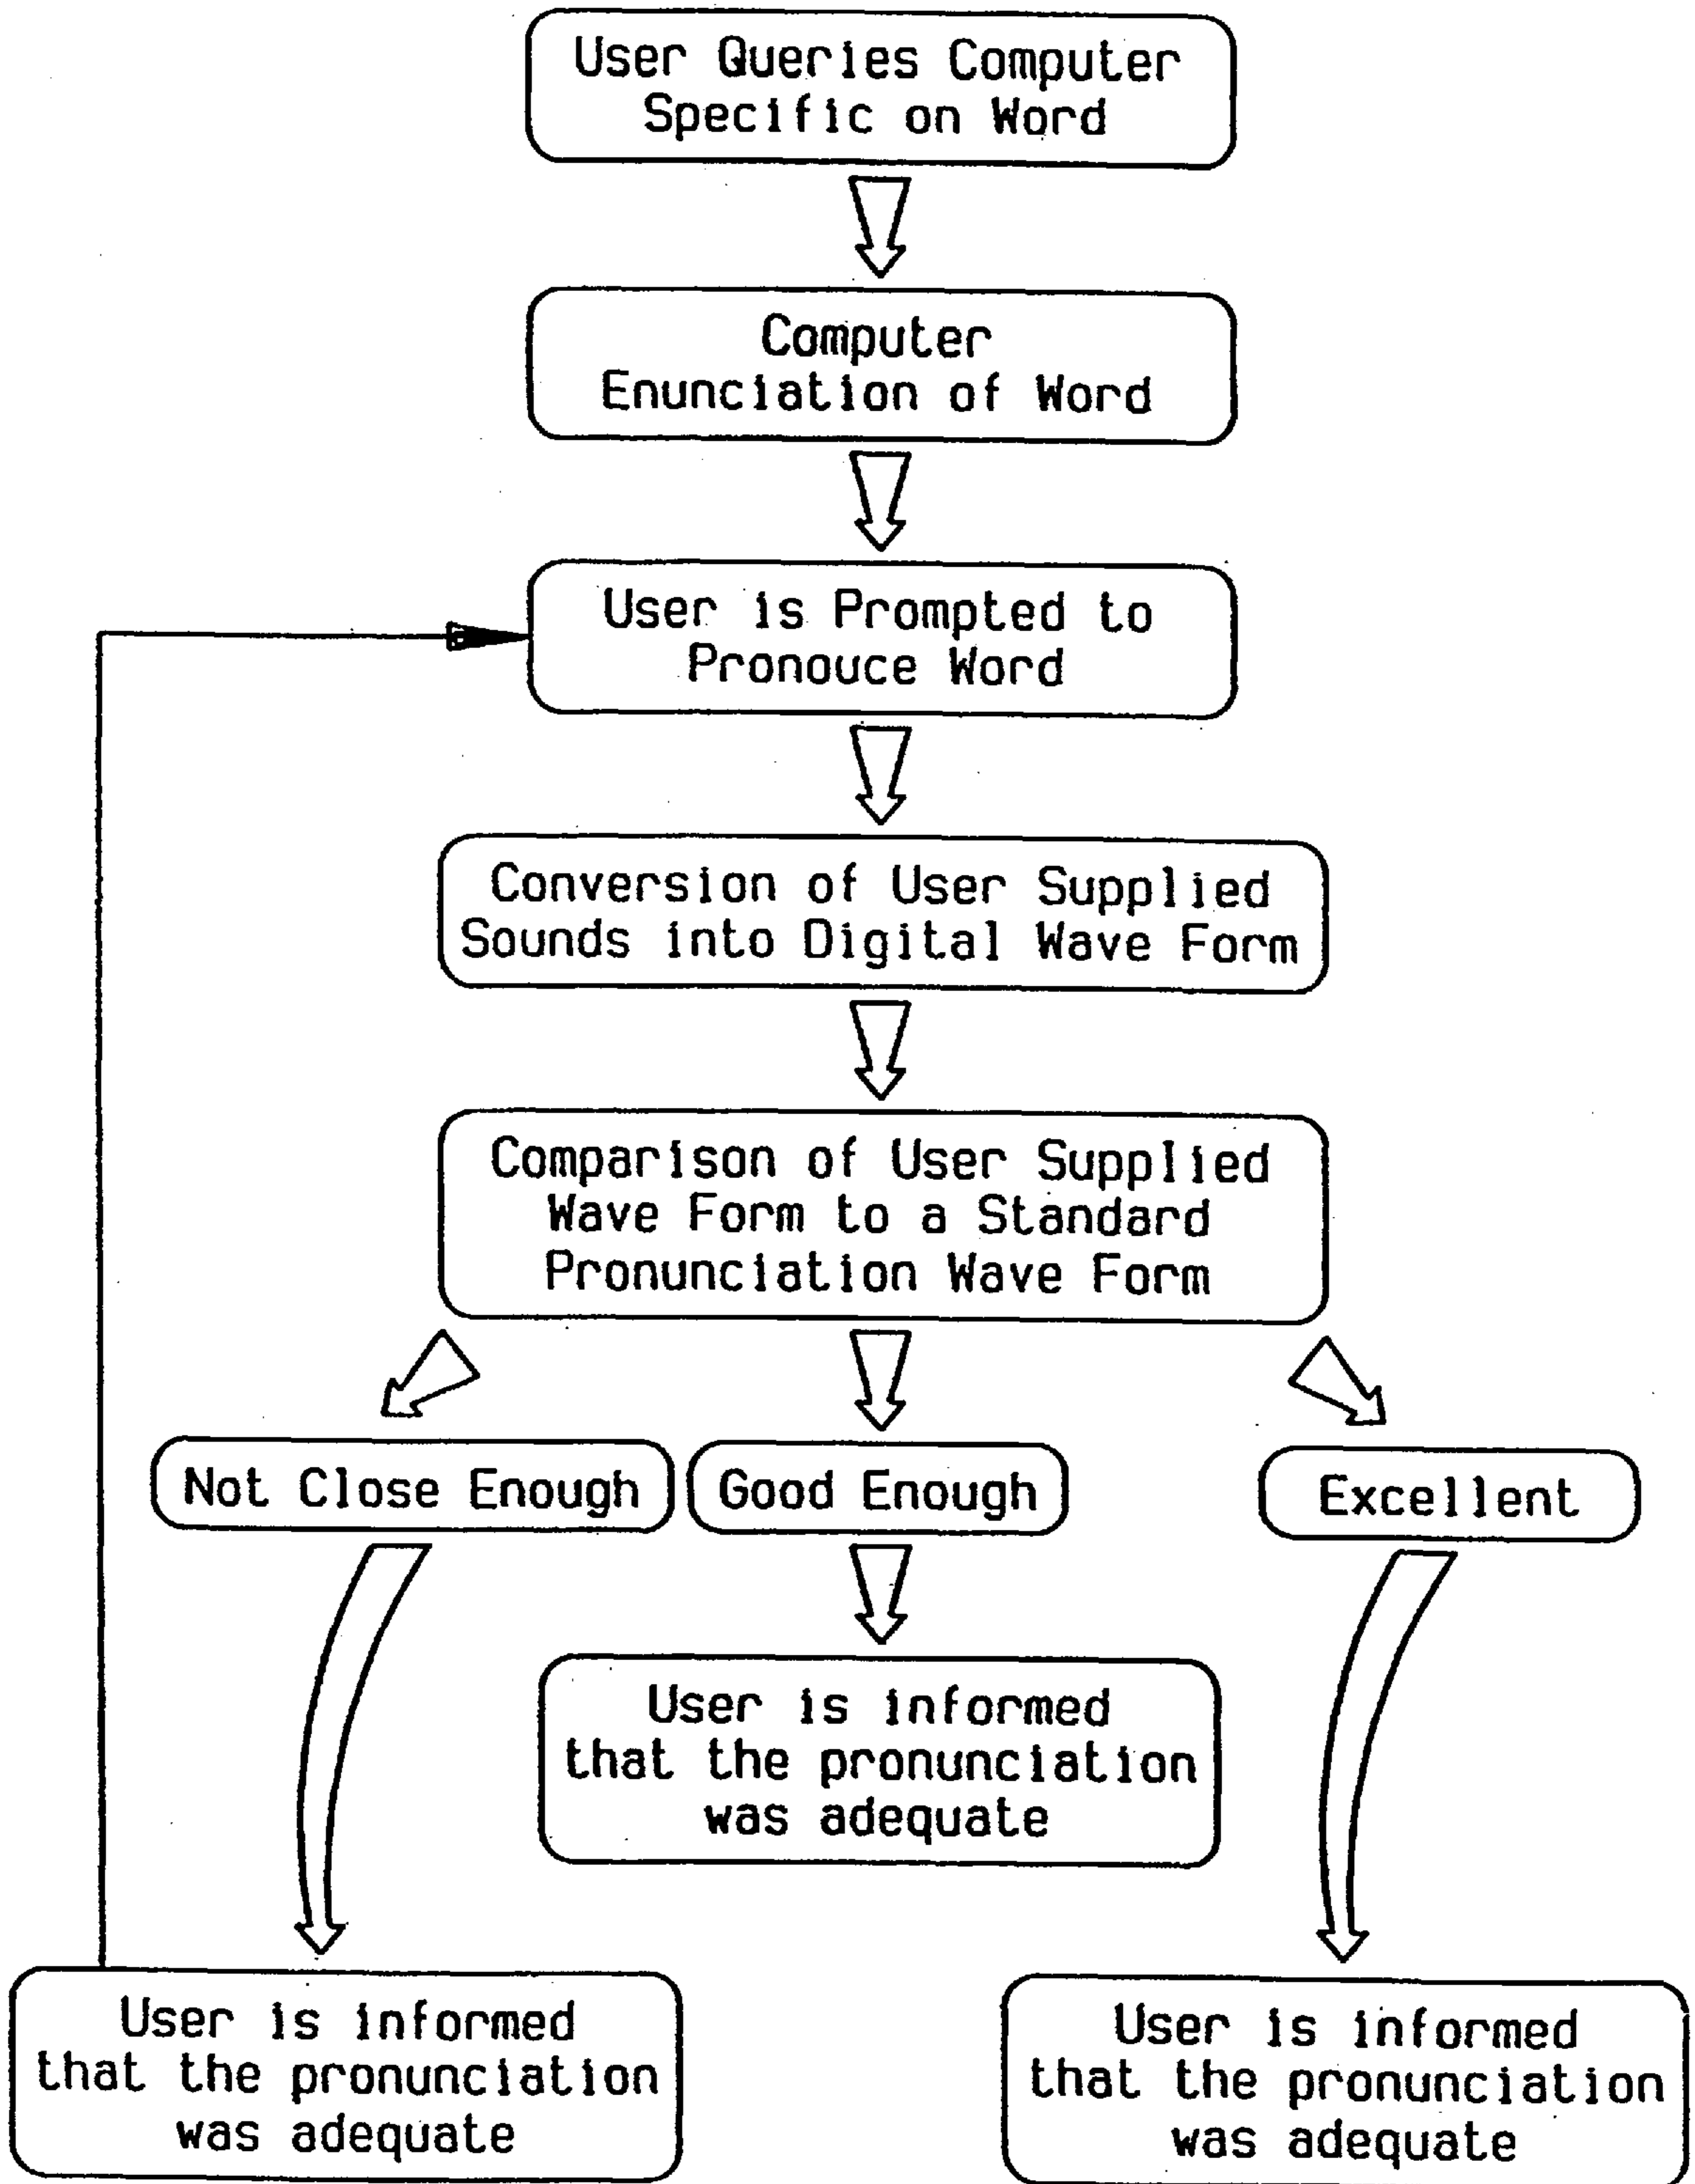 User Queries Computer
Specific on Word
Computer
Enunciation of Word
User is Prompted to
Pronouce Word
Conversion of User Supplied
Sounds into Digital Wave Form
Comparison of User Supplied
Wave Form to a Standard
Pronunciation Wave Form
Not Close Enough
Good Enough
Excellent
User is informed
that the pronunciation
was adequate
User is informed
that the pronunciation
was adequate
User is informed
that the pronunciation
was adequate